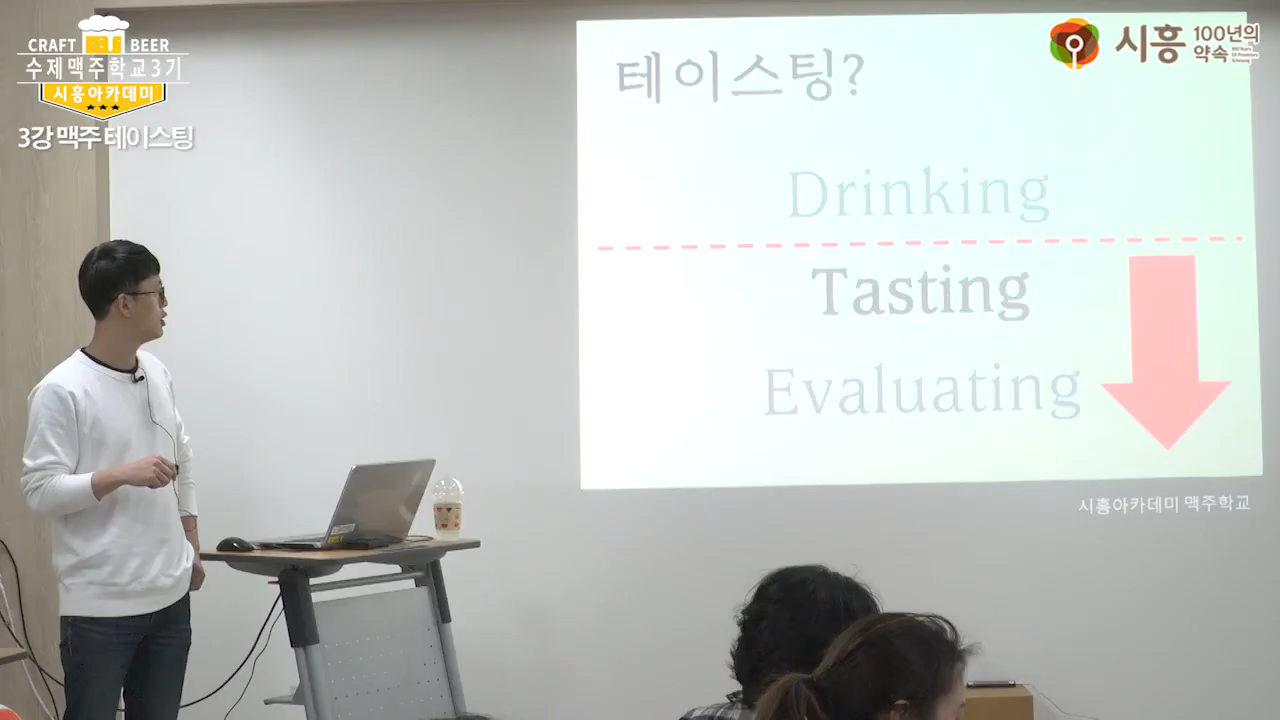 CRAFT BEER
수제맥주학교3기
시흥아카데미
3강 맥주 테이스팅
시흥 100년의
약속
테이스팅?
Drinking
Tasting
Evaluating
시흥아카데미 맥주학교